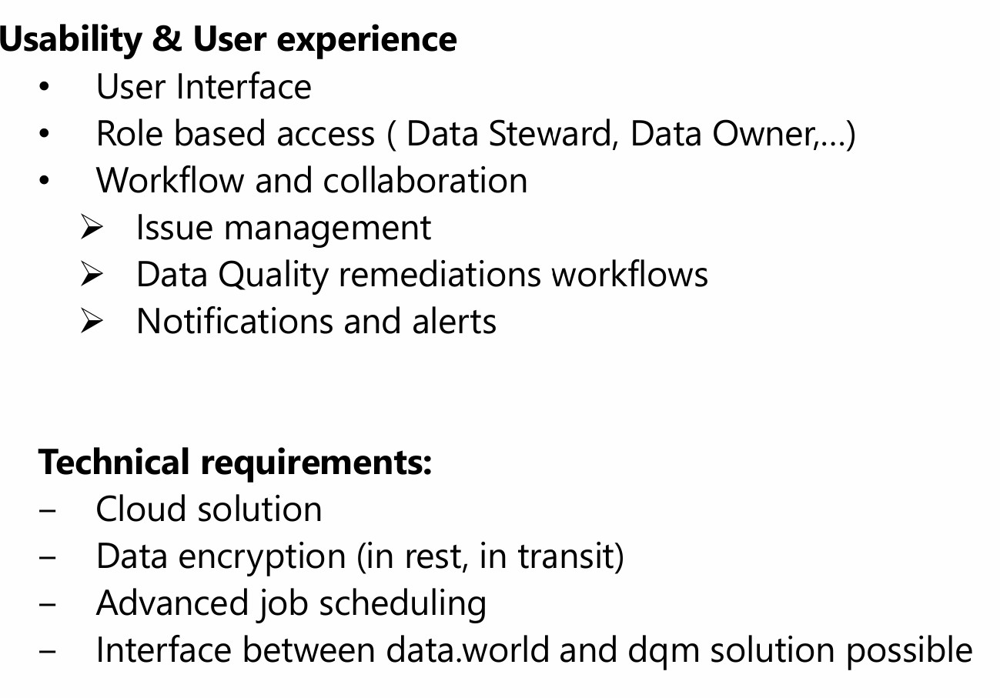 Usability & User experience
• User Interface
• Role based access ( Data Steward, Data Owner,...)
• Workflow and collaboration
➢ Issue management
➢ Data Quality remediations workflows
➢ Notifications and alerts
Technical requirements:
– Cloud solution
– Data encryption (in rest, in transit)
– Advanced job scheduling
– Interface between data.world and dqm solution possible